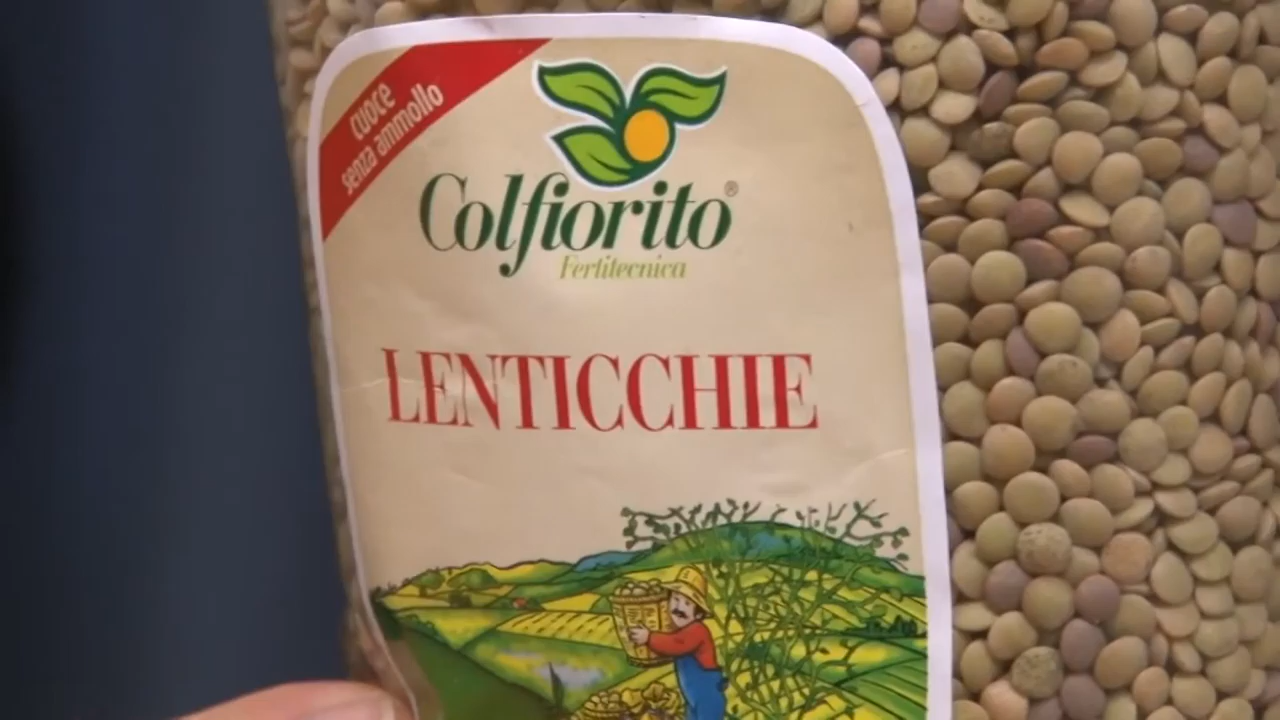 cuoce
senza ammollo
Colfiorito®
Fertitecnica
LENTICCHIE